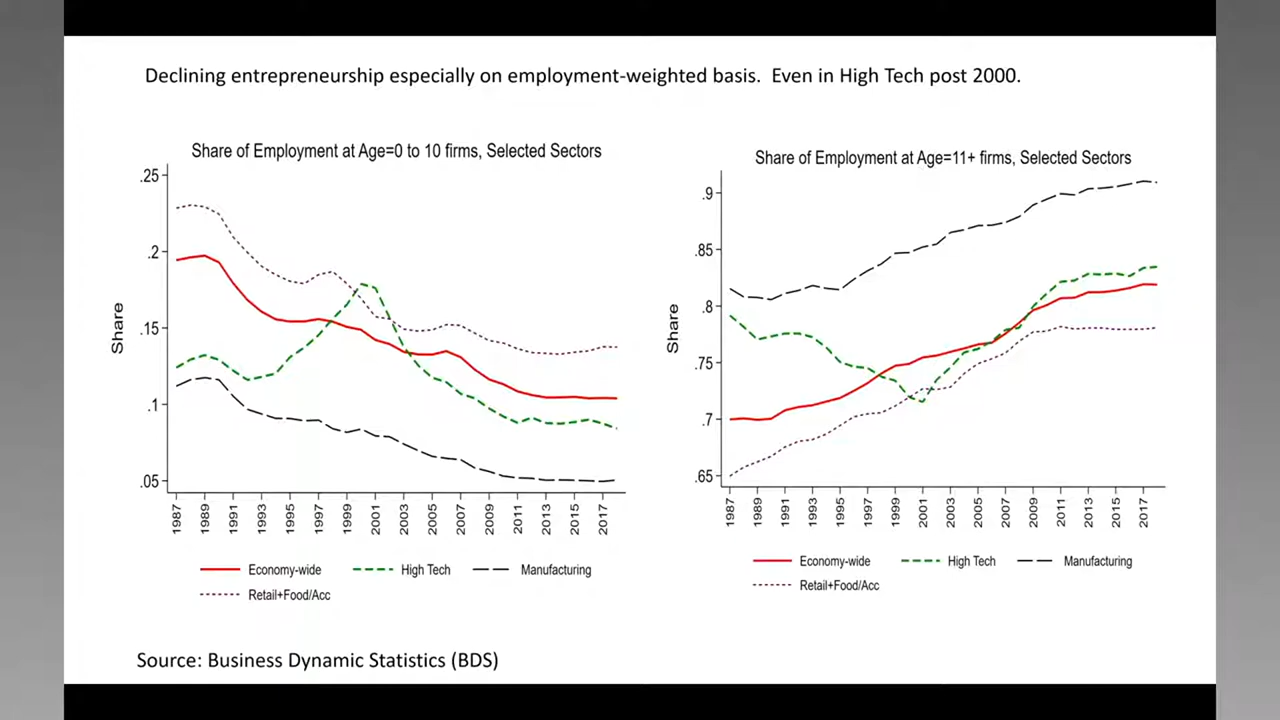 Declining entrepreneurship especially on employment-weighted basis.  Even in High Tech post 2000.
Share of Employment at Age=0 to 10 firms, Selected Sectors
.25
.2
.15
.1
.05
Share
1987 1989 1991 1993 1995 1997 1999 2001 2003 2005 2007 2009 2011 2013 2015 2017
Economy-wide High Tech Manufacturing
Retail+Food/Acc
Share of Employment at Age=11+ firms, Selected Sectors
.9
.85
.8
.75
.7
.65
Share
1987 1989 1991 1993 1995 1997 1999 2001 2003 2005 2007 2009 2011 2013 2015 2017
Economy-wide High Tech Manufacturing
Retail+Food/Acc
Source: Business Dynamic Statistics (BDS)